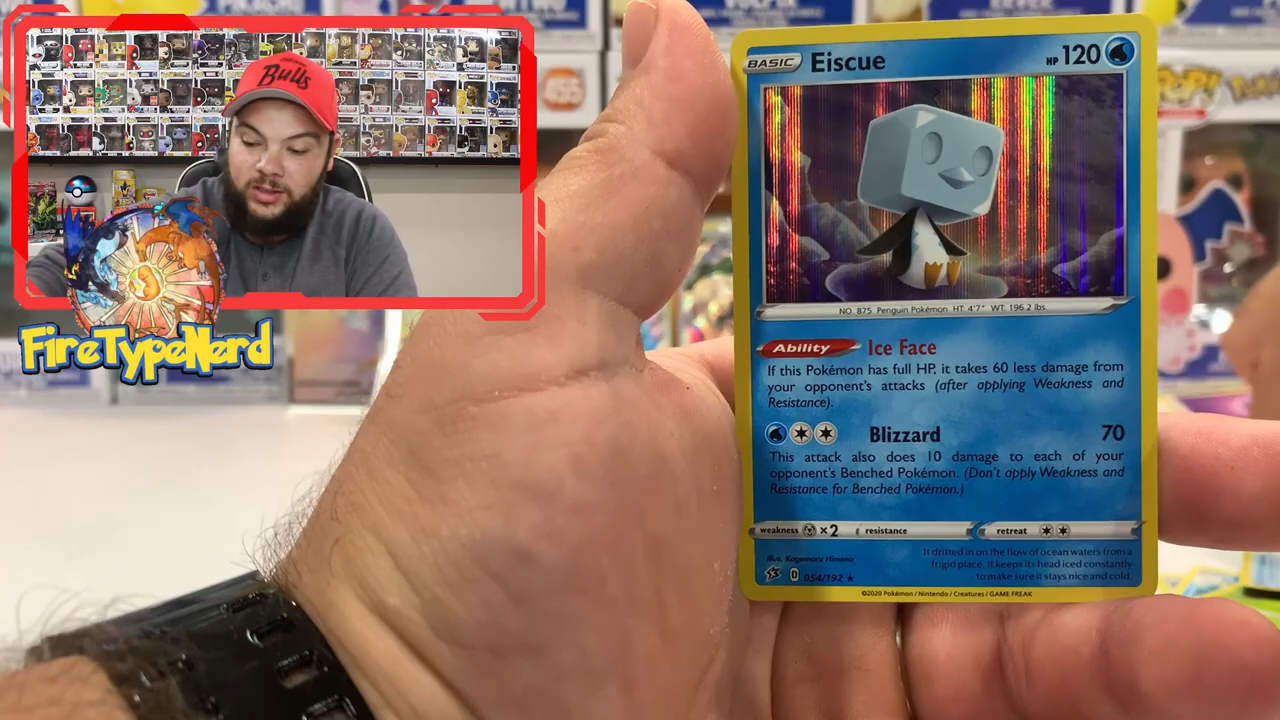 Bulls
FireTypeNerd
BASIC Eiscue HP 120
NO. 875 Penguin Pokémon HT: 4'7" WT: 196.2 lbs.
Ability Ice Face
If this Pokémon has full HP, it takes 60 less damage from
your opponent's attacks (after applying Weakness and
Resistance).
Blizzard 70
This attack also does 10 damage to each of your
opponent's Benched Pokémon. (Don't apply Weakness and
Resistance for Benched Pokémon.)
weakness ×2 resistance retreat
Illus. Kagemaru Himeno
It drifted in on the flow of ocean waters from a
frigid place. It keeps its head iced constantly
to make sure it stays nice and cold.
D 054/192 ★
©2020 Pokémon / Nintendo / Creatures / GAME FREAK